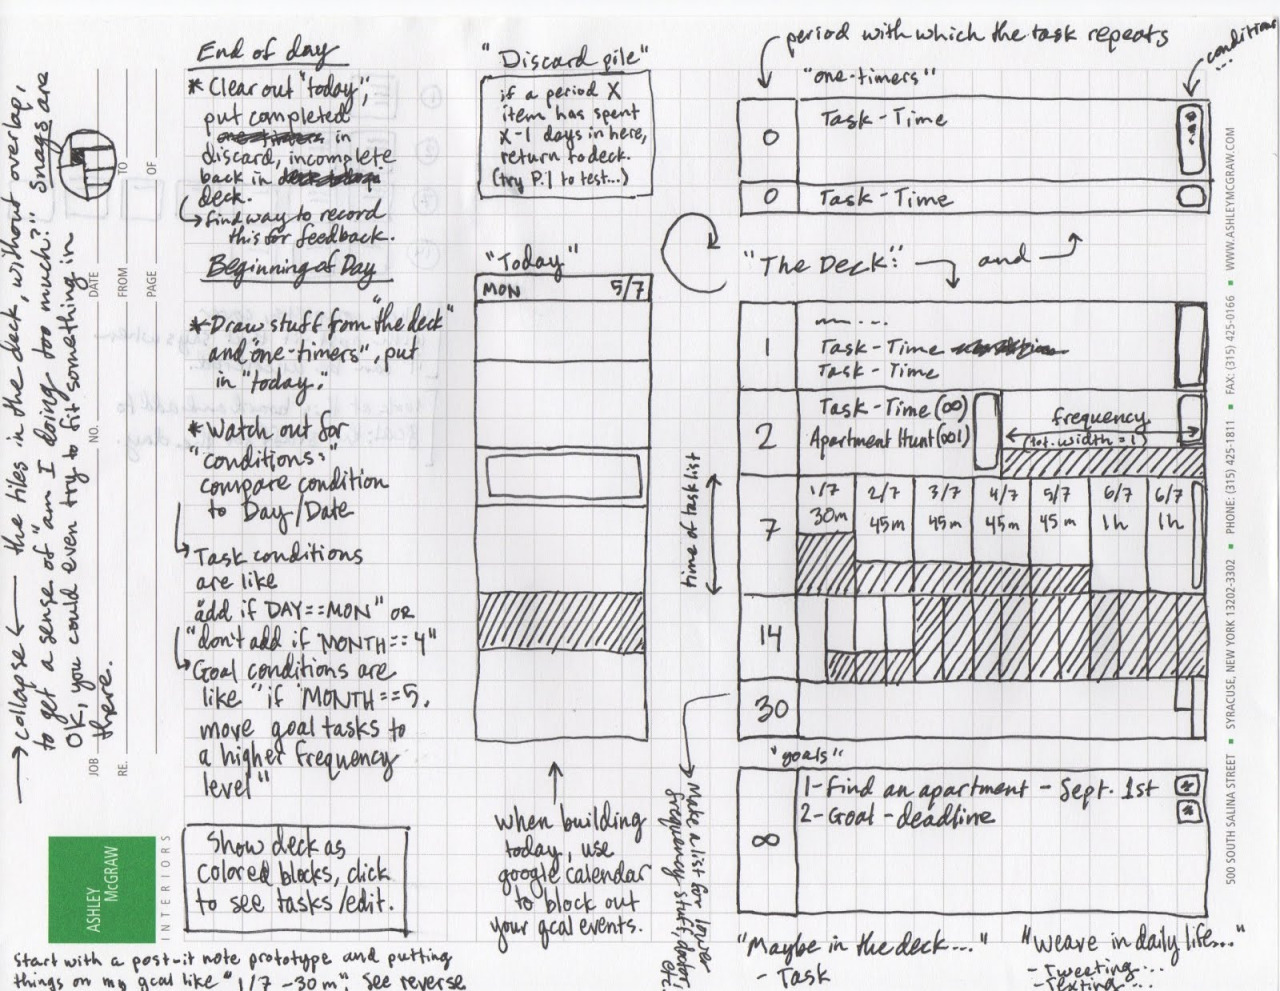 End of day
* Clear out "today",
put completed
in
discard, incomplete
back in
deck.
find way to record
this for feedback.
Beginning of Day
* Draw stuff from "the deck"
and "one-timers", put
in "today."
* Watch out for
"conditions:"
compare condition
to Day/Date
Task conditions
are like
"add if DAY==MON" OR
"don't add if MONTH==4"
Goal conditions are
like "if MONTH==5,
move goal tasks to
a higher frequency
level"
Show deck as
colored blocks, click
to see tasks/edit.
start with a post-it note prototype and putting
things on my gcal like "1/7 - 30m". See reverse
"Discard pile"
if a period X
item has spent
X-1 days in here,
return to deck.
(try P.1 to test...)
"Today"
MON 5/7
when building
today, use
google calendar
to block out
your gcal events.
period with which the task repeats
conditions
...
"one-timers"
0 Task - Time
0 Task - Time
"The Deck:" and
1
Task - Time
Task - Time
2 Task - Time (∞)
Apartment Hunt (001)
frequency
(tot. width = 1)
time of task list
7
1/7 2/7 3/7 4/7 5/7 6/7 6/7
30m 45m 45m 45m 45m 1h 1h
14
30
"goals"
∞
1- Find an apartment - Sept. 1st *
2- Goal - deadline *
Make a list for lower
frequency stuff, doctor,
etc.
"Maybe in the deck..."
- Task
"weave in daily life..."
- Tweeting...
- Texting...
→ collapse ← the tiles in the deck, without overlap,
to get a sense of "am I doing too much?" Snags are
OK, you could even try to fit something in
there.
JOB NO. DATE TO
RE. FROM
PAGE OF
ASHLEY
McGRAW
INTERIORS
500 SOUTH SALINA STREET ▪ SYRACUSE, NEW YORK 13202-3302 ▪ PHONE: (315) 425-1811 ▪ FAX: (315) 425-0166 ▪ WWW.ASHLEYMCGRAW.COM